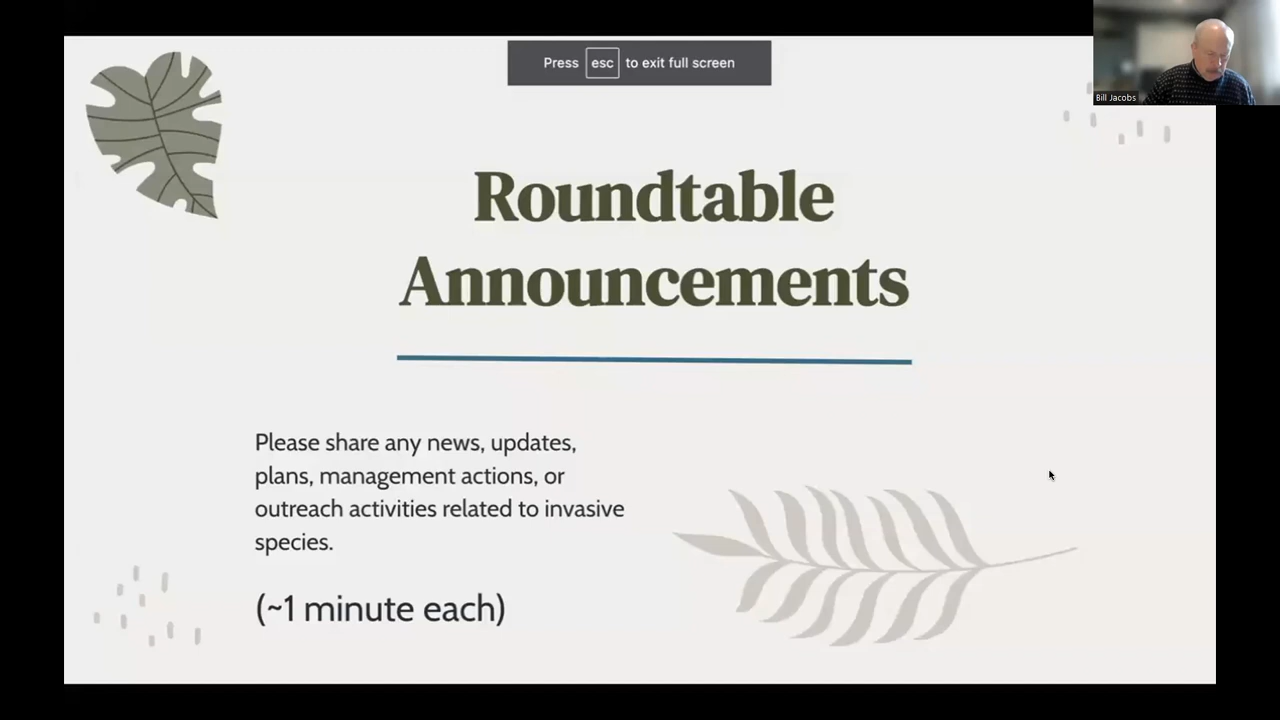 Press esc to exit full screen
Bill Jacobs
Roundtable
Announcements
Please share any news, updates,
plans, management actions, or
outreach activities related to invasive
species.
(~1 minute each)